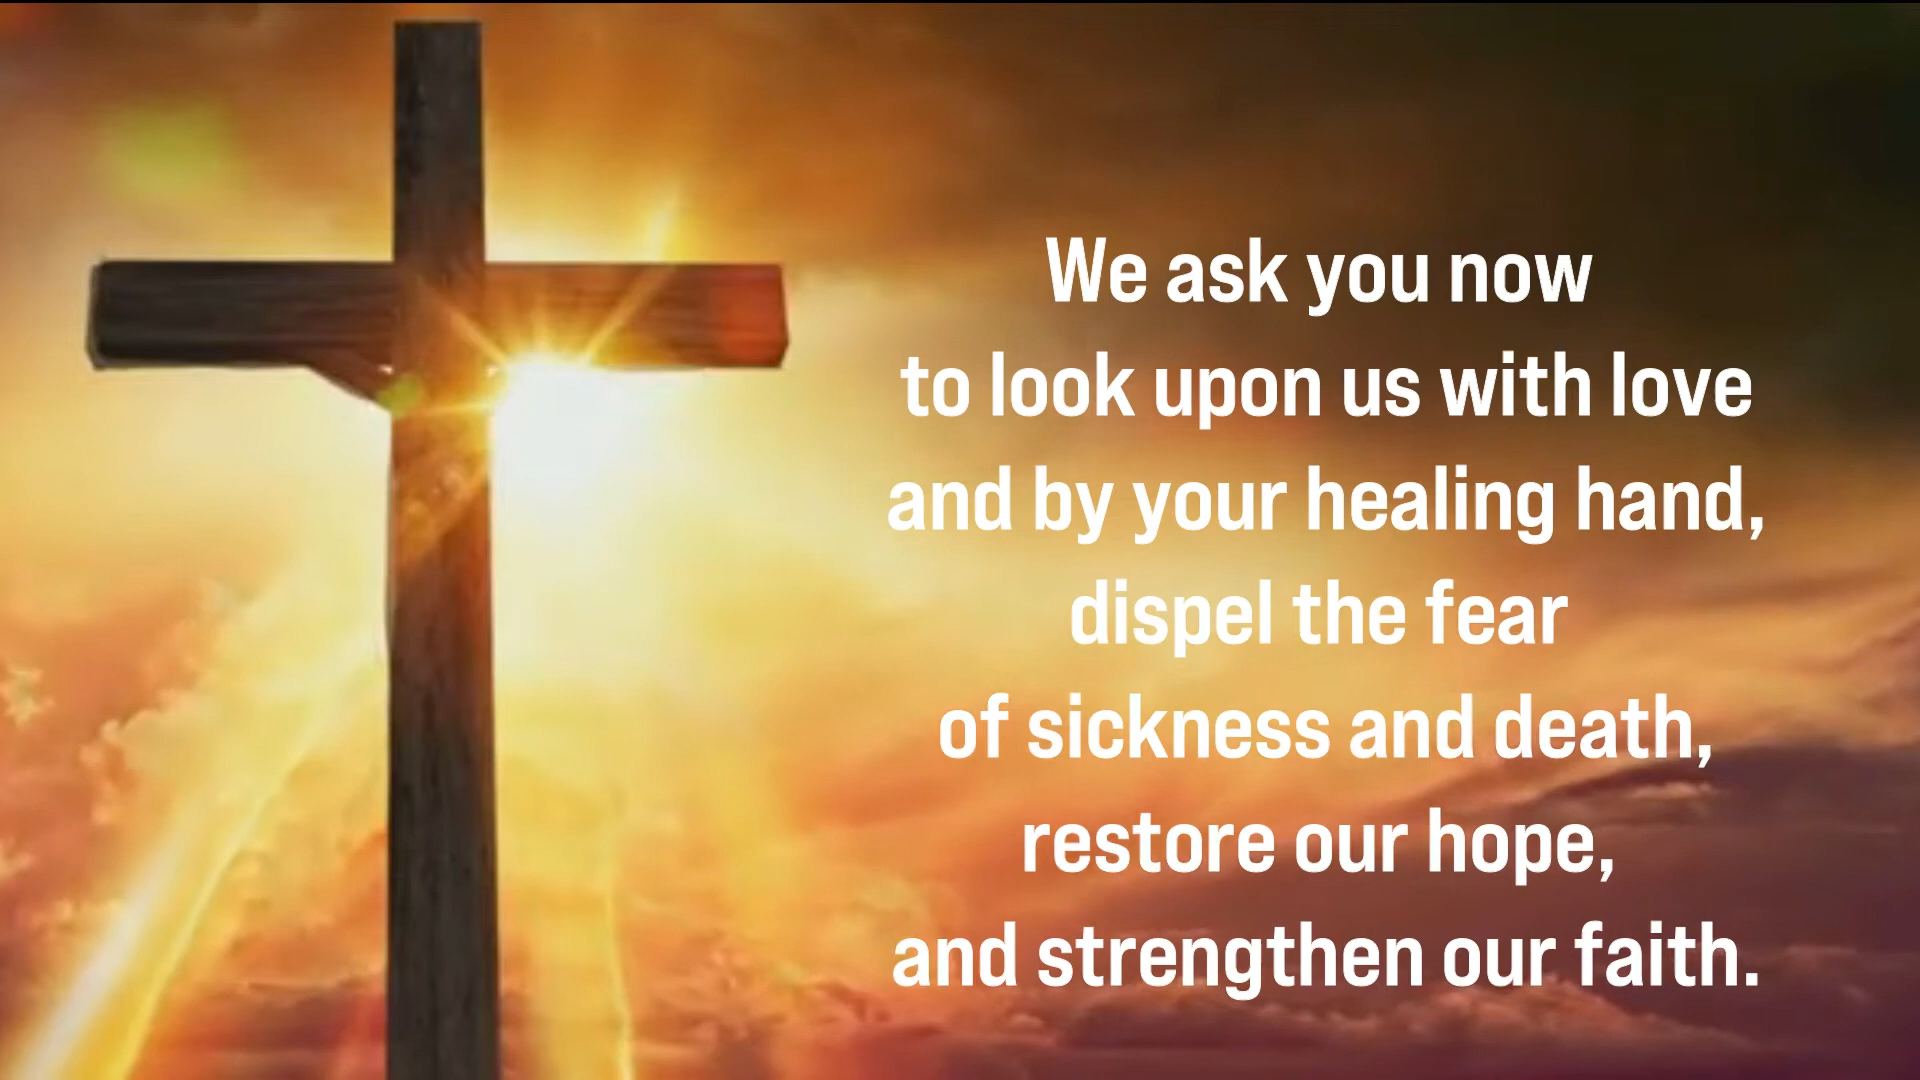 We ask you now
to look upon us with love
and by your healing hand,
dispel the fear
of sickness and death,
restore our hope,
and strengthen our faith.